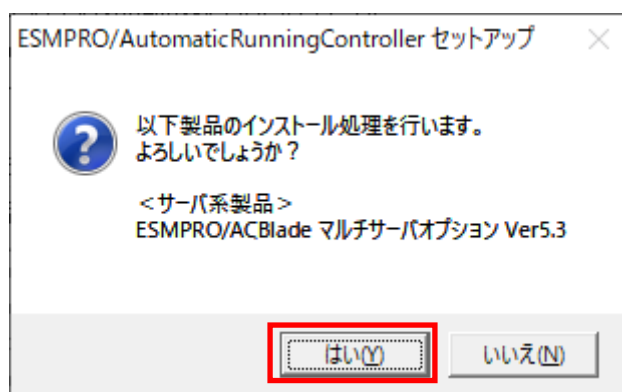 ESMPRO/AutomaticRunningController セットアップ
以下製品のインストール処理を行います。
よろしいでしょうか？
＜サーバ系製品＞
ESMPRO/ACBlade マルチサーバオプション Ver5.3
はい(Y)
いいえ(N)